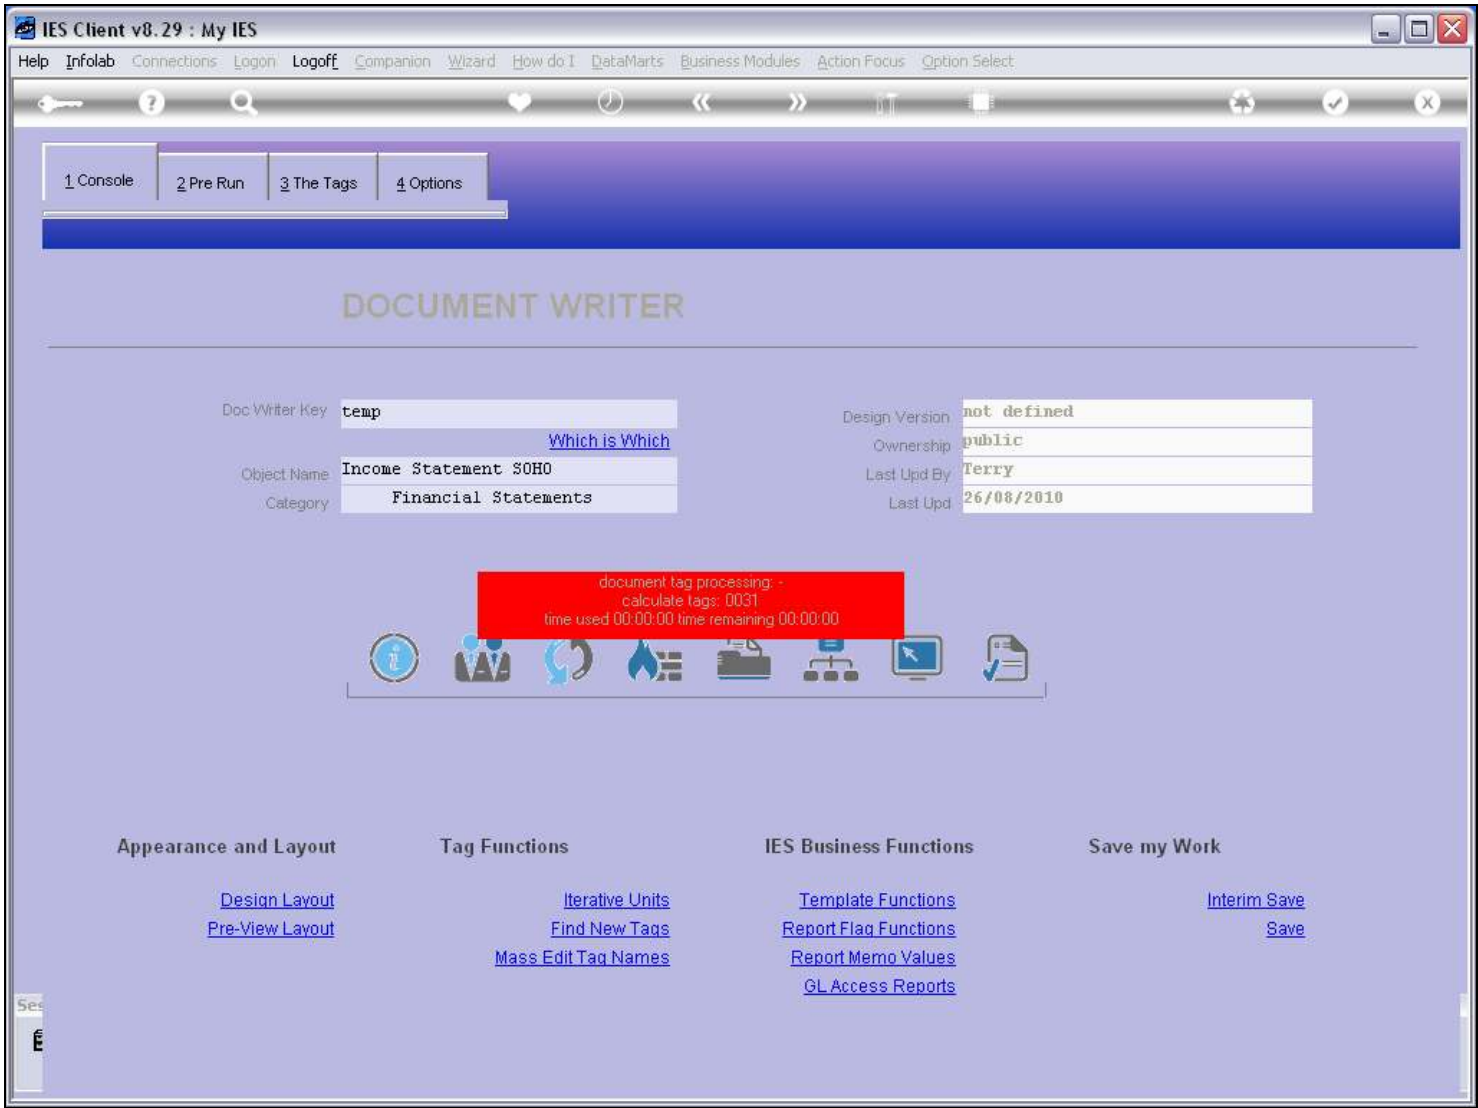 IES Client v8.29 : My IES
Help Infolab Connections Logon Logoff Companion Wizard How do I DataMarts Business Modules Action Focus Option Select
1 Console 2 Pre Run 3 The Tags 4 Options
DOCUMENT WRITER
Doc Writer Key temp
Which is Which
Object Name Income Statement SOHO
Category Financial Statements
Design Version not defined
Ownership public
Last Upd By Terry
Last Upd 26/08/2010
document tag processing: -
calculate tags: 0031
time used 00:00:00 time remaining 00:00:00
Appearance and Layout
Design Layout
Pre-View Layout
Tag Functions
Iterative Units
Find New Tags
Mass Edit Tag Names
IES Business Functions
Template Functions
Report Flag Functions
Report Memo Values
GL Access Reports
Save my Work
Interim Save
Save